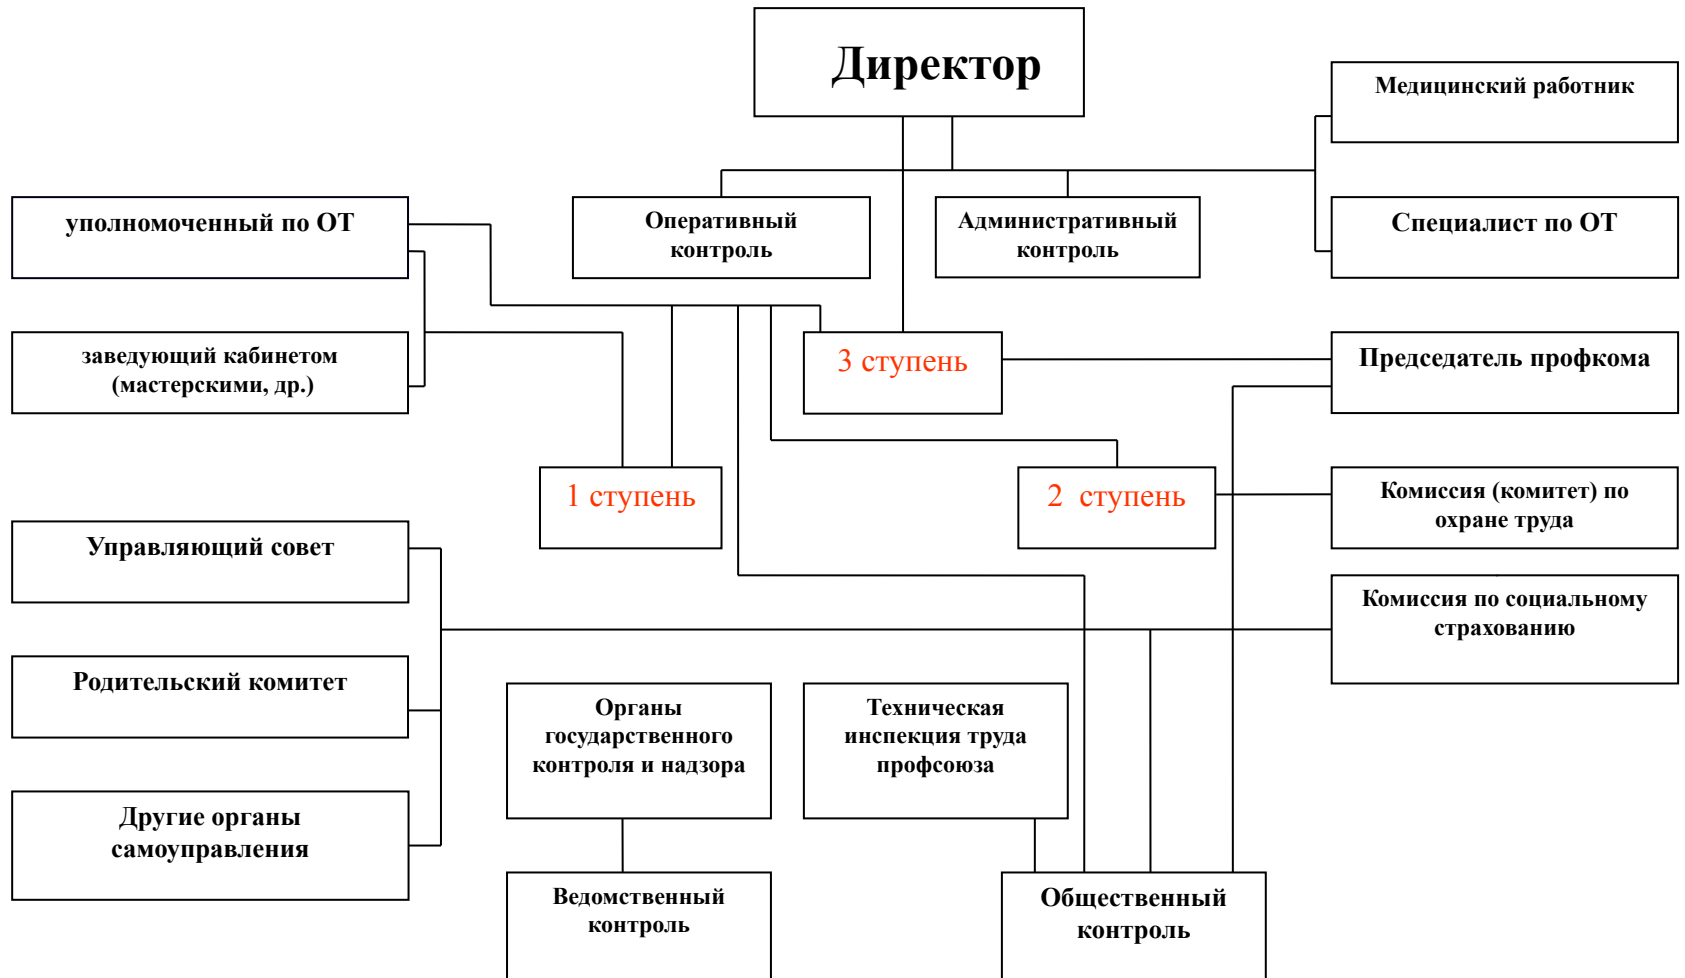 Директор
Медицинский работник
уполномоченный по ОТ
Оперативный
контроль
Административный
контроль
Специалист по ОТ
заведующий кабинетом
(мастерскими, др.)
3 ступень
Председатель профкома
1 ступень
2 ступень
Комиссия (комитет) по
охране труда
Управляющий совет
Комиссия по социальному
страхованию
Родительский комитет
Органы
государственного
контроля и надзора
Техническая
инспекция труда
профсоюза
Другие органы
самоуправления
Ведомственный
контроль
Общественный
контроль